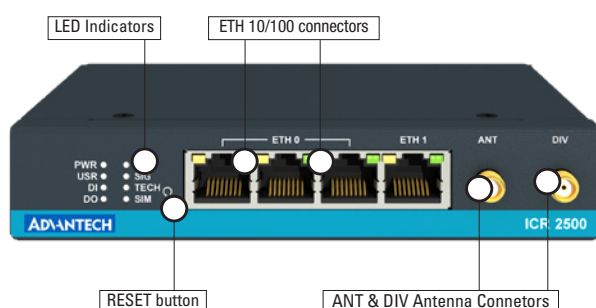 LED Indicators
ETH 10/100 connectors
ETH 0
ETH 1
ANT
DIV
PWR
USR
SIG
DI
TECH
DO
SIM
ADVANTECH
ICR 2500
RESET button
ANT & DIV Antenna Connetors